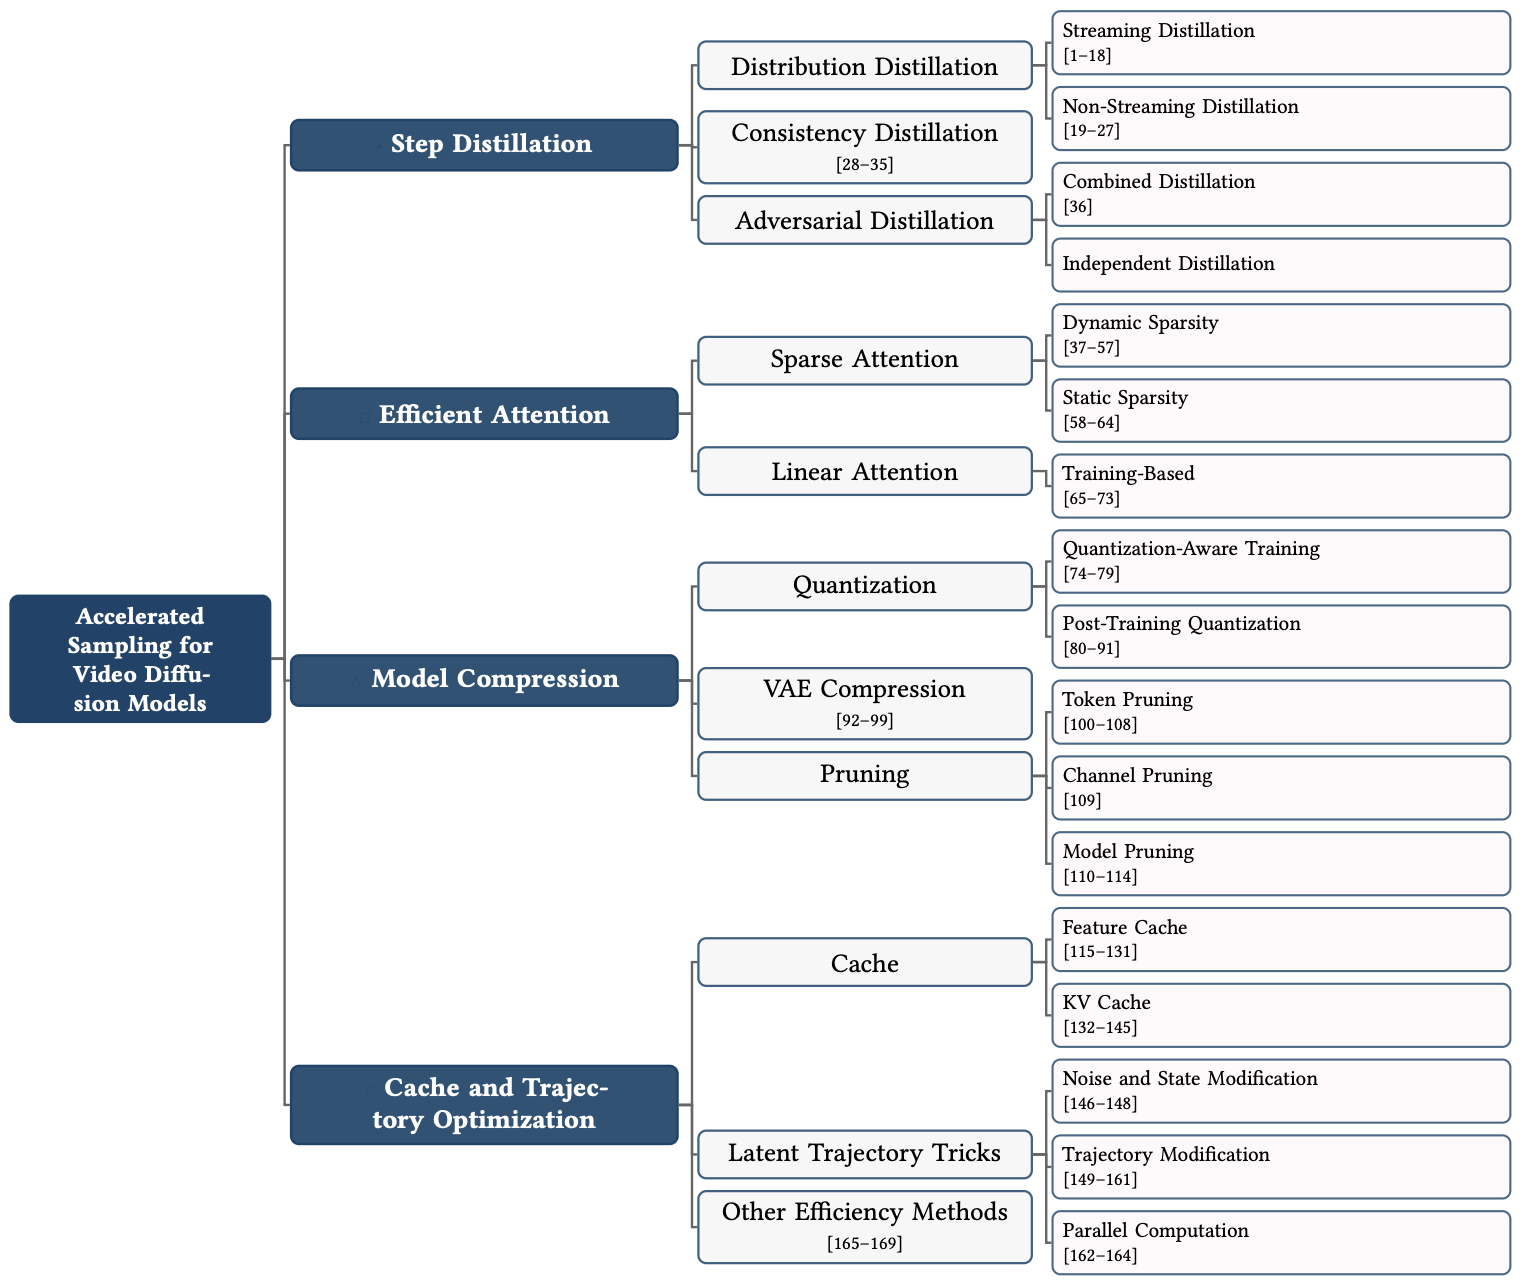 Accelerated
Sampling for
Video Diffu-
sion Models
Step Distillation
Distribution Distillation
Streaming Distillation
[1–18]
Non-Streaming Distillation
[19–27]
Consistency Distillation
[28–35]
Adversarial Distillation
Combined Distillation
[36]
Independent Distillation
Efficient Attention
Sparse Attention
Dynamic Sparsity
[37–57]
Static Sparsity
[58–64]
Linear Attention
Training-Based
[65–73]
Model Compression
Quantization
Quantization-Aware Training
[74–79]
Post-Training Quantization
[80–91]
VAE Compression
[92–99]
Pruning
Token Pruning
[100–108]
Channel Pruning
[109]
Model Pruning
[110–114]
Cache and Trajec-
tory Optimization
Cache
Feature Cache
[115–131]
KV Cache
[132–145]
Latent Trajectory Tricks
Noise and State Modification
[146–148]
Trajectory Modification
[149–161]
Parallel Computation
[162–164]
Other Efficiency Methods
[165–169]